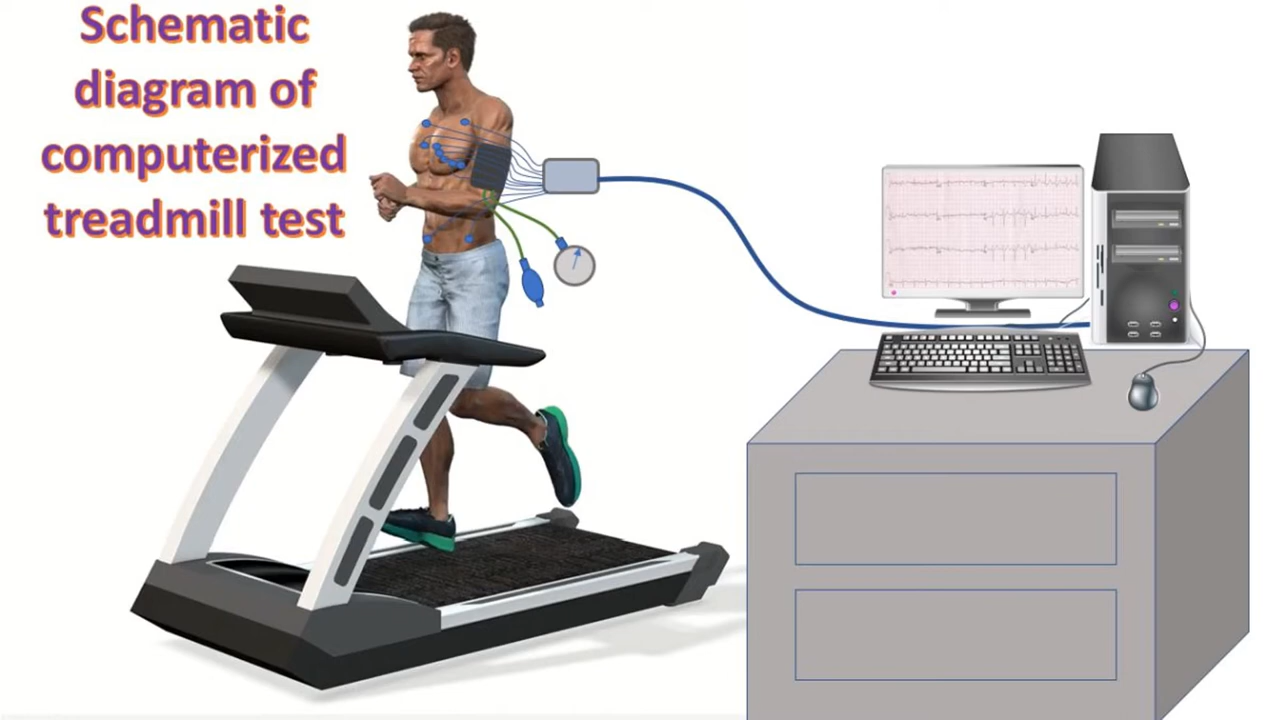 Schematic
diagram of
computerized
treadmill test